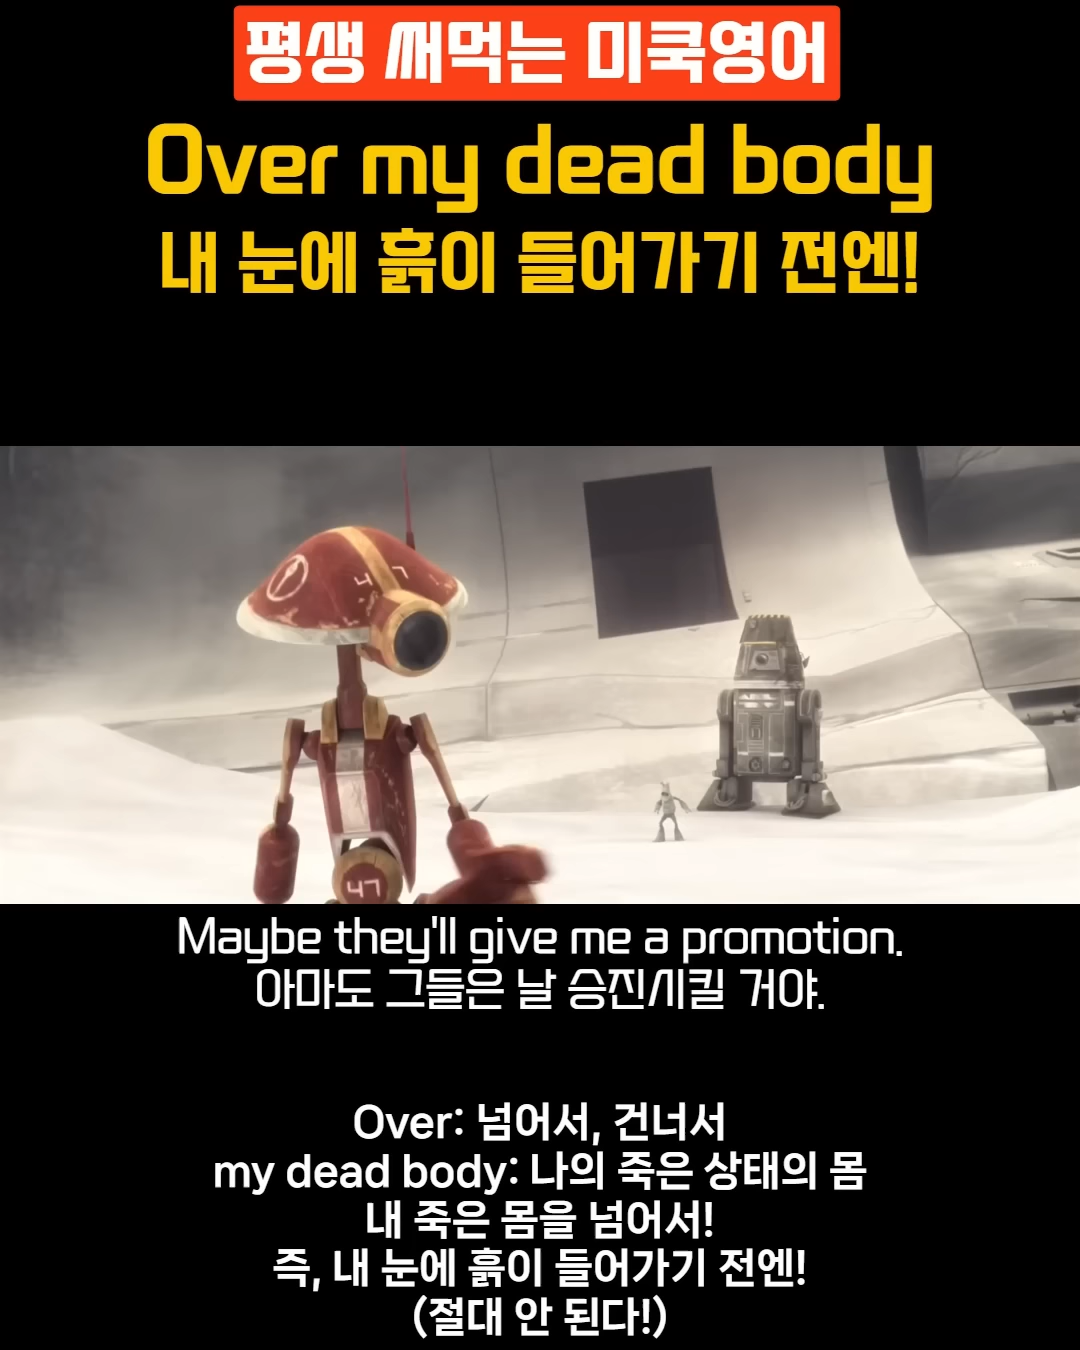 평생 써먹는 미쿡영어
Over my dead body
내 눈에 흙이 들어가기 전엔!
47
47
Maybe they'll give me a promotion.
아마도 그들은 날 승진시킬 거야.
Over: 넘어서, 건너서
my dead body: 나의 죽은 상태의 몸
내 죽은 몸을 넘어서!
즉, 내 눈에 흙이 들어가기 전엔!
(절대 안 된다!)